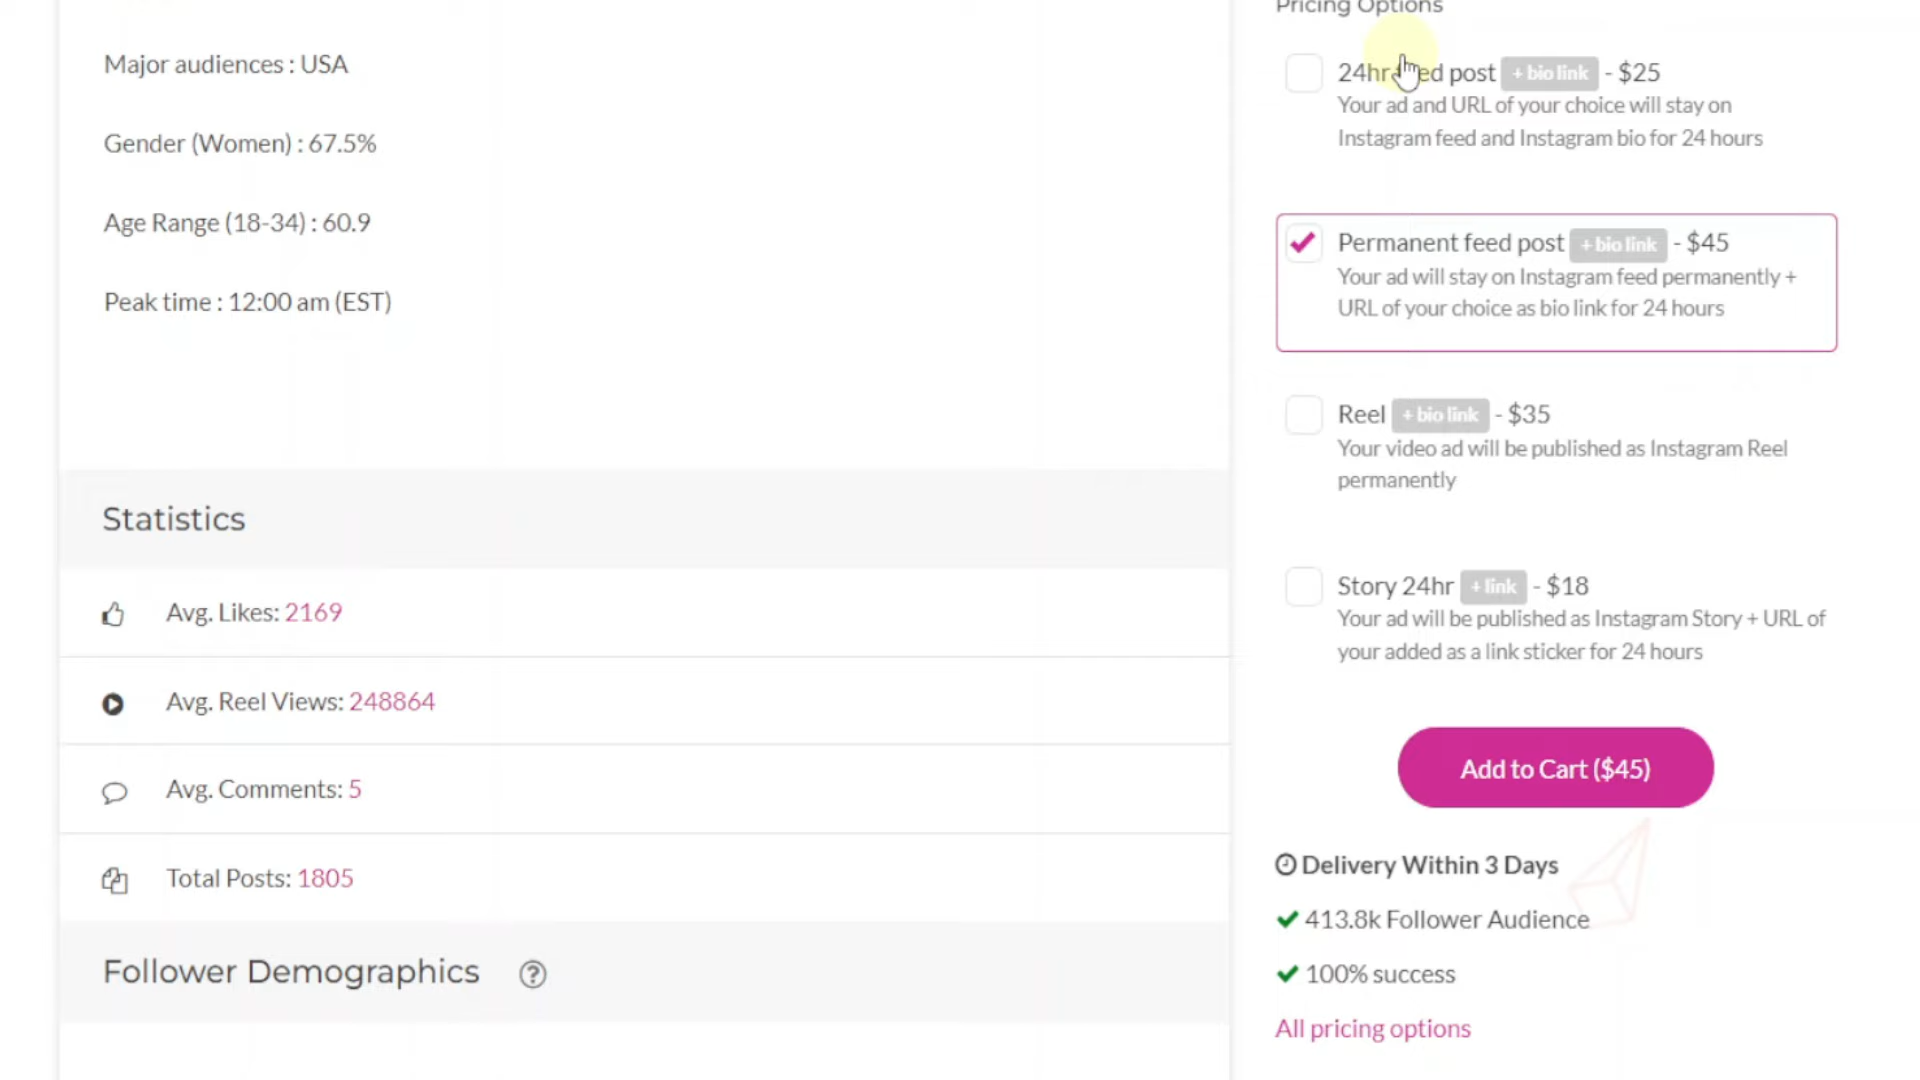 Major audiences : USA
Gender (Women) : 67.5%
Age Range (18-34) : 60.9
Peak time : 12:00 am (EST)
Statistics
Avg. Likes: 2169
Avg. Reel Views: 248864
Avg. Comments: 5
Total Posts: 1805
Follower Demographics
Pricing Options
24hr feed post + bio link - $25
Your ad and URL of your choice will stay on
Instagram feed and Instagram bio for 24 hours
Permanent feed post + bio link - $45
Your ad will stay on Instagram feed permanently +
URL of your choice as bio link for 24 hours
Reel + bio link - $35
Your video ad will be published as Instagram Reel
permanently
Story 24hr + link - $18
Your ad will be published as Instagram Story + URL of
your added as a link sticker for 24 hours
Add to Cart ($45)
Delivery Within 3 Days
413.8k Follower Audience
100% success
All pricing options